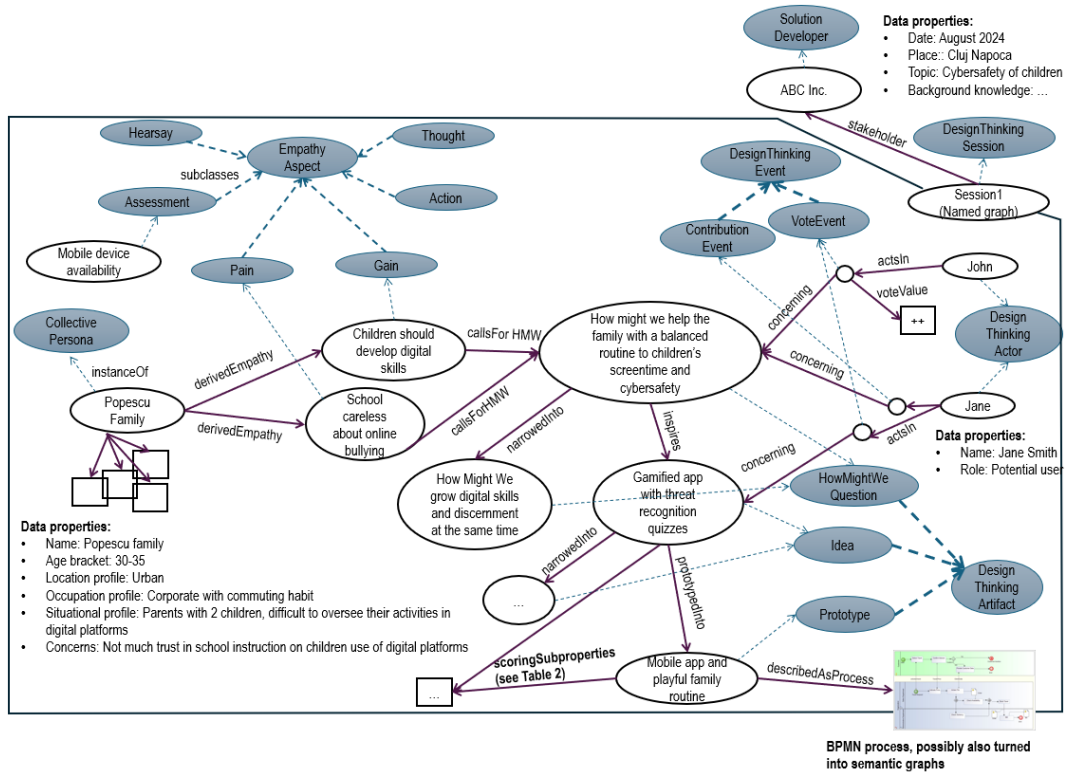 Solution
Developer
Data properties:
• Date: August 2024
• Place:: Cluj Napoca
• Topic: Cybersafety of children
• Background knowledge: …
ABC Inc.
stakeholder
DesignThinking
Session
Session1
(Named graph)
Hearsay
Thought
Empathy
Aspect
subclasses
Assessment
Action
Mobile device
availability
Pain
Gain
DesignThinking
Event
Contribution
Event
VoteEvent
actsIn
John
voteValue
++
concerning
Design
Thinking
Actor
Collective
Persona
instanceOf
Popescu
Family
derivedEmpathy
derivedEmpathy
Children should
develop digital
skills
School
careless
about online
bullying
callsFor HMW
callsForHMW
How might we help the
family with a balanced
routine to children's
screentime and
cybersafety
concerning
Jane
actsIn
concerning
Data properties:
• Name: Jane Smith
• Role: Potential user
narrowedInto
inspires
How Might We
grow digital skills
and discernment
at the same time
Gamified app
with threat
recognition
quizzes
HowMightWe
Question
Idea
Design
Thinking
Artifact
Prototype
narrowedInto
prototypedInto
…
Data properties:
• Name: Popescu family
• Age bracket: 30-35
• Location profile: Urban
• Occupation profile: Corporate with commuting habit
• Situational profile: Parents with 2 children, difficult to oversee their activities in
digital platforms
• Concerns: Not much trust in school instruction on children use of digital platforms
scoringSubproperties
(see Table 2)
…
Mobile app and
playful family
routine
describedAsProcess
BPMN process, possibly also turned
into semantic graphs